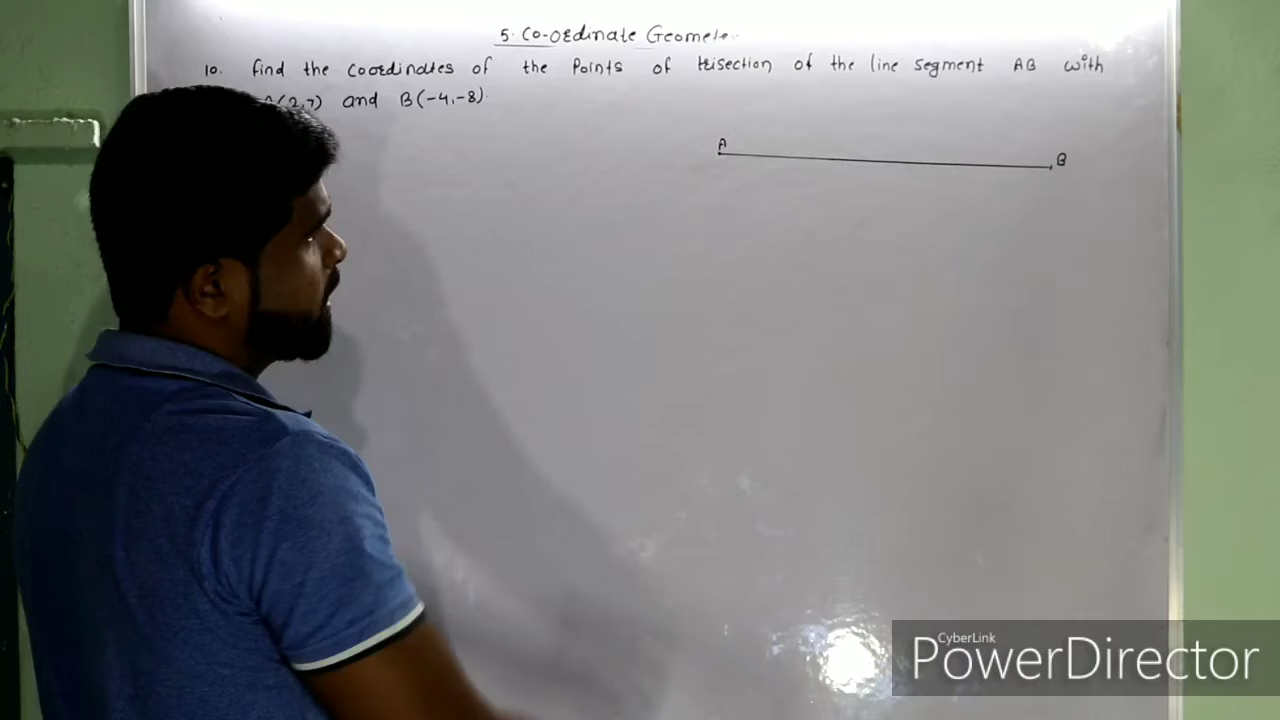 5. Co-ordinate
10. find the coordinates of the Points of trisection of the line segment AB with
A(2,7) and B(-4,-8).
A
B
CyberLink
PowerDirector